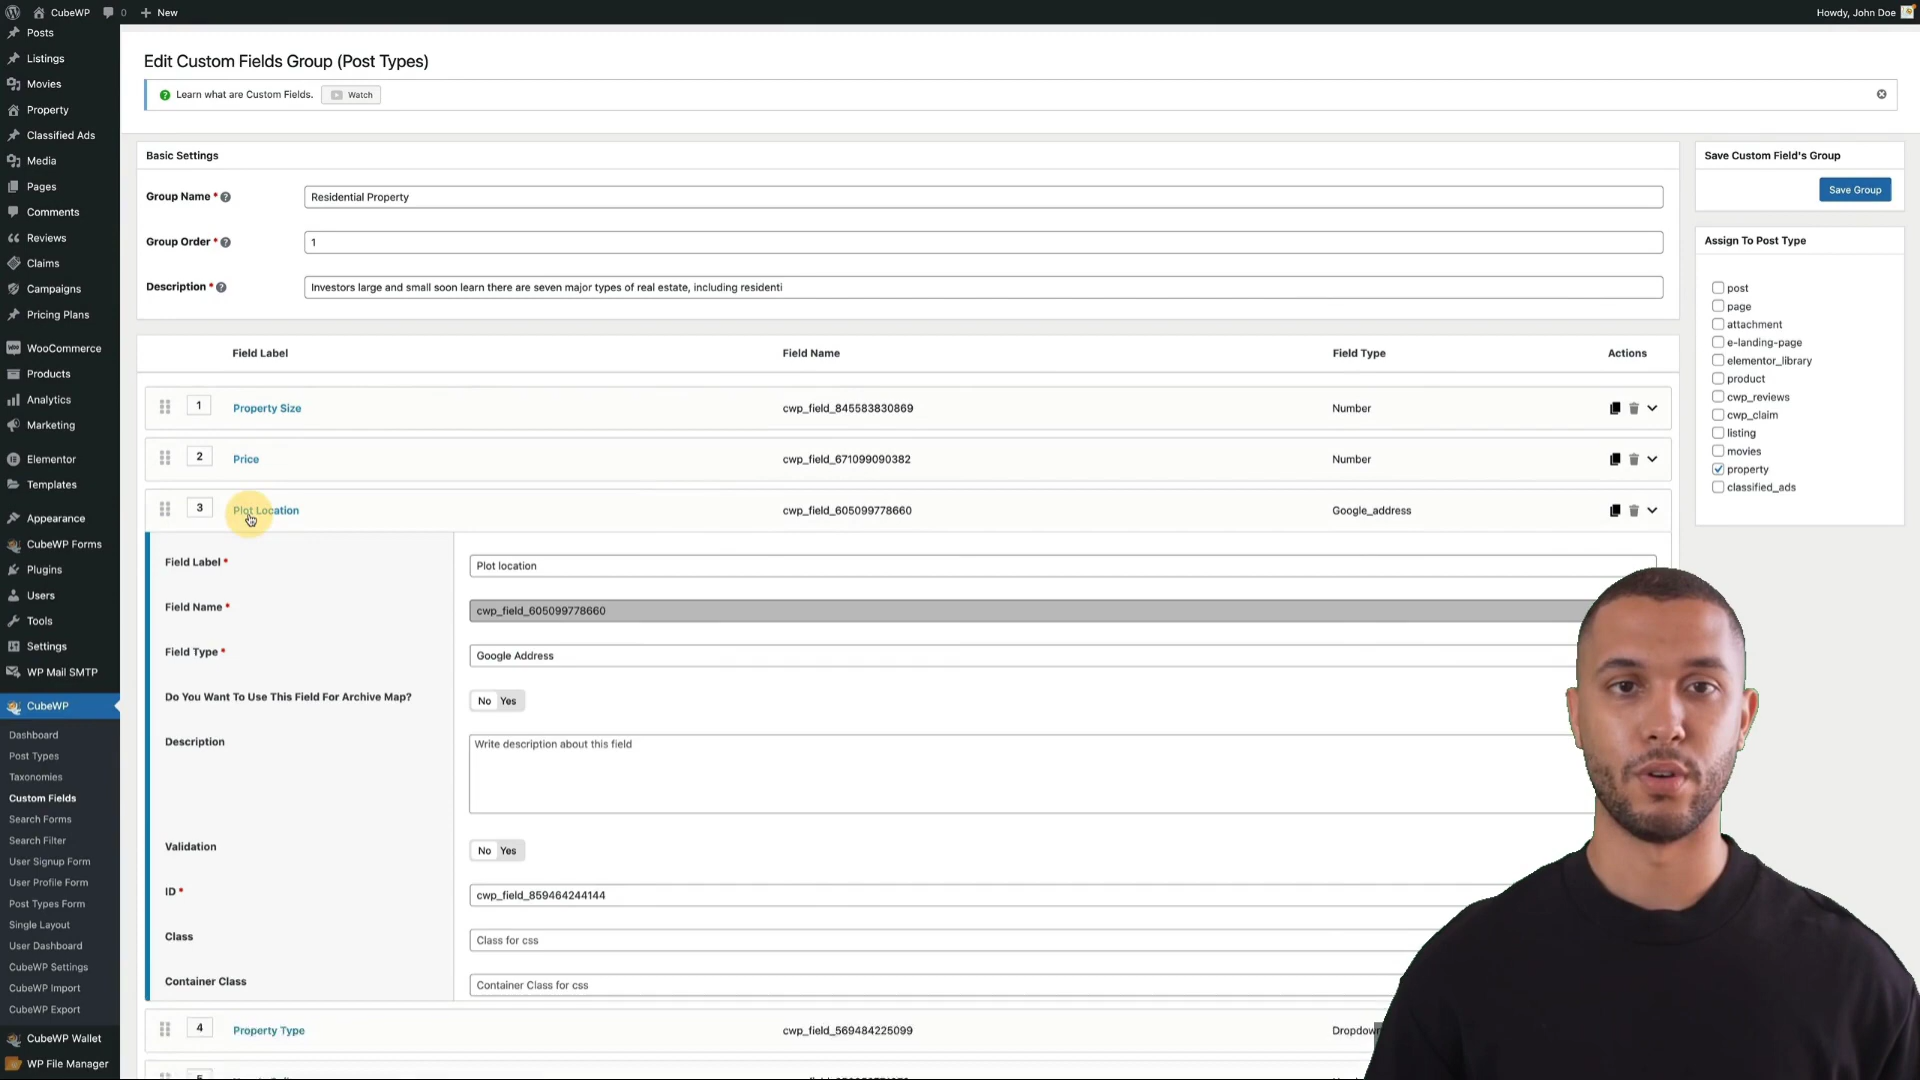 CubeWP 0 New
Howdy, John Doe
Posts
Listings
Movies
Property
Classified Ads
Media
Pages
Comments
Reviews
Claims
Campaigns
Pricing Plans
WooCommerce
Products
Analytics
Marketing
Elementor
Templates
Appearance
CubeWP Forms
Plugins
Users
Tools
Settings
WP Mail SMTP
CubeWP
Dashboard
Post Types
Taxonomies
Custom Fields
Search Forms
Search Filter
User Signup Form
User Profile Form
Post Types Form
Single Layout
User Dashboard
CubeWP Settings
CubeWP Import
CubeWP Export
CubeWP Wallet
WP File Manager
Edit Custom Fields Group (Post Types)
Learn what are Custom Fields. Watch
Basic Settings
Group Name * Residential Property
Group Order * 1
Description * Investors large and small soon learn there are seven major types of real estate, including residenti
Field Label Field Name Field Type Actions
1 Property Size cwp_field_845583830869 Number
2 Price cwp_field_671099090382 Number
3 Plot Location cwp_field_605099778660 Google_address
Field Label * Plot location
Field Name * cwp_field_605099778660
Field Type * Google Address
Do You Want To Use This Field For Archive Map? No Yes
Description Write description about this field
Validation No Yes
ID * cwp_field_859464244144
Class Class for css
Container Class Container Class for css
4 Property Type cwp_field_569484225099 Dropdown
Save Custom Field's Group
Save Group
Assign To Post Type
post
page
attachment
e-landing-page
elementor_library
product
cwp_reviews
cwp_claim
listing
movies
property
classified_ads